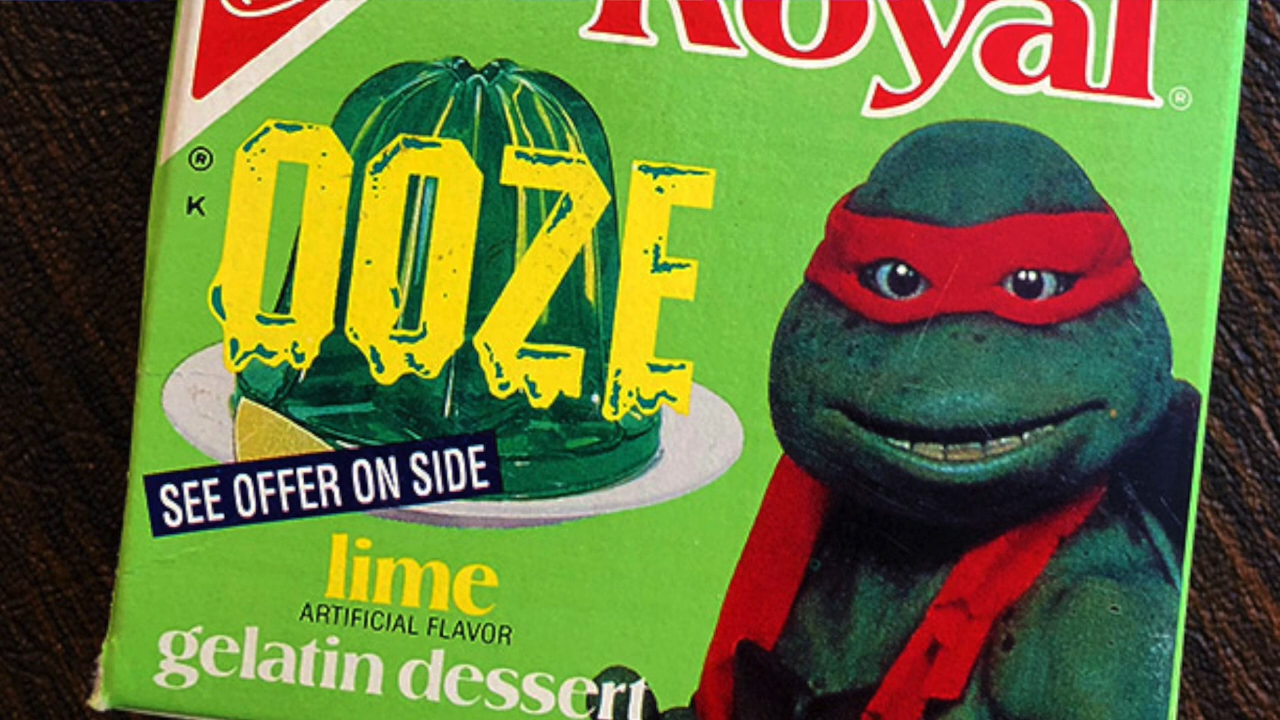 Royal®
®
K
OOZE
SEE OFFER ON SIDE
lime
ARTIFICIAL FLAVOR
gelatin dessert